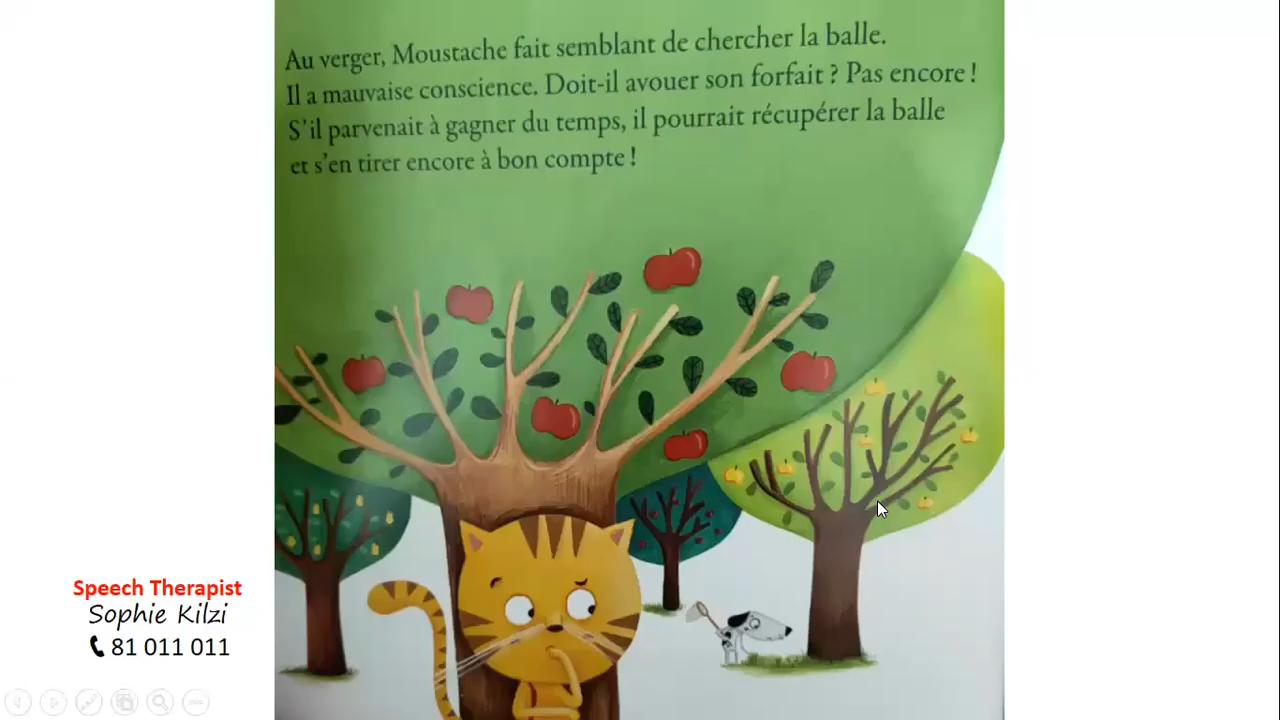 Au verger, Moustache fait semblant de chercher la balle.
Il a mauvaise conscience. Doit-il avouer son forfait ? Pas encore !
S'il parvenait à gagner du temps, il pourrait récupérer la balle
et s'en tirer encore à bon compte !
Speech Therapist
Sophie Kilzi
81 011 011